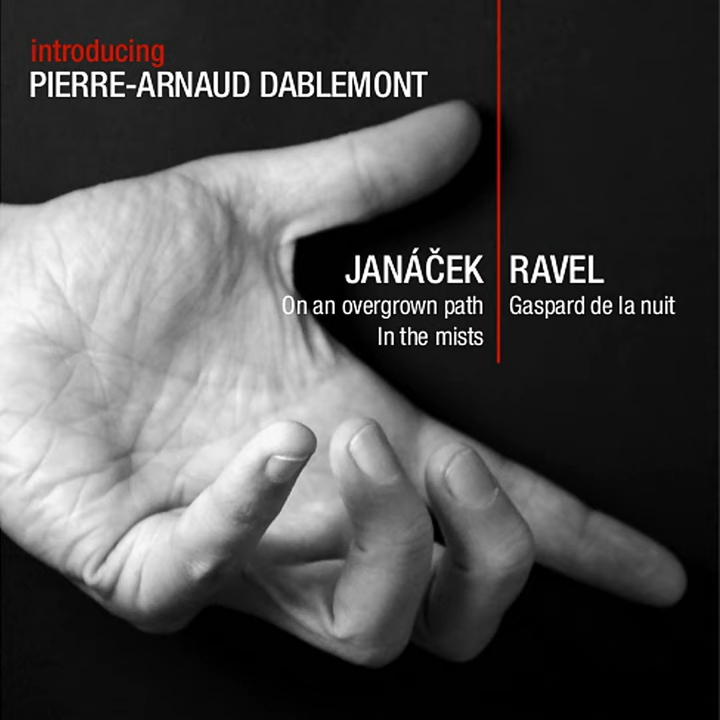 introducing
PIERRE-ARNAUD DABLEMONT
JANÁČEK
On an overgrown path
In the mists
RAVEL
Gaspard de la nuit